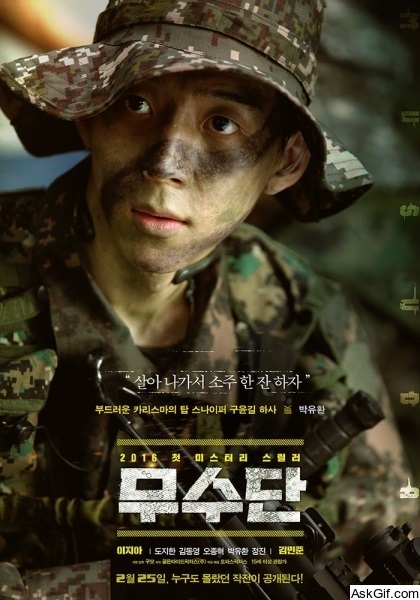 “ 살아 나가서 소주 한 잔 하자 ”
부드러운 카리스마의 탑 스나이퍼 구윤길 하사 역 박유환
2016 첫 미스터리 스릴러
무수단
이지아 | 도지한 김동영 오종혁 박유환 정진 | 김민준
2월 25일, 누구도 몰랐던 작전이 공개된다!
AskGif.com